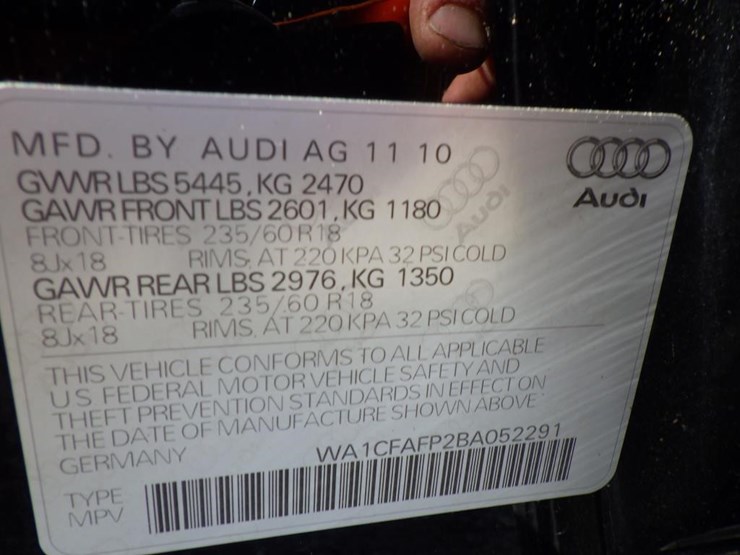 MFD. BY AUDI AG 11 10
GVWR LBS 5445, KG 2470
GAWR FRONT LBS 2601, KG 1180
FRONT-TIRES 235/60 R18
8Jx18 RIMS, AT 220 KPA 32 PSI COLD
GAWR REAR LBS 2976, KG 1350
REAR-TIRES 235/60 R18
8Jx18 RIMS, AT 220 KPA 32 PSI COLD
THIS VEHICLE CONFORMS TO ALL APPLICABLE
U S FEDERAL MOTOR VEHICLE SAFETY AND
THEFT PREVENTION STANDARDS IN EFFECT ON
THE DATE OF MANUFACTURE SHOWN ABOVE
GERMANY WA1CFAFP2BA052291
TYPE
MPV
Audi
Audi